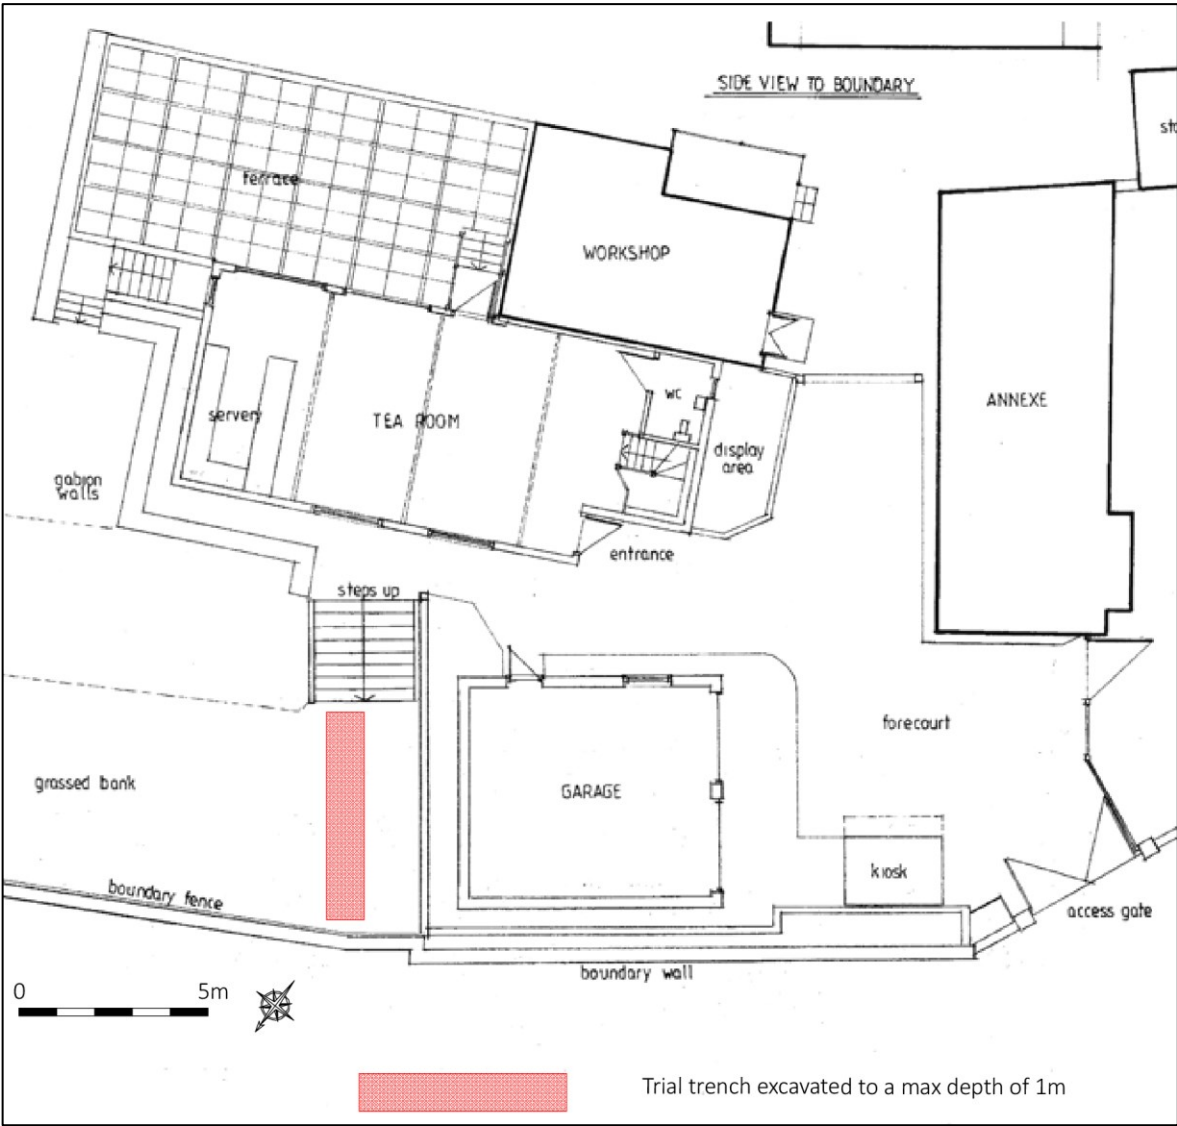 SIDE VIEW TO BOUNDARY
terrace
WORKSHOP
ANNEXE
servery
TEA ROOM
WC
display
area
gabion
walls
entrance
steps up
forecourt
grassed bank
GARAGE
kiosk
boundary fence
access gate
boundary wall
0
5m
Trial trench excavated to a max depth of 1m